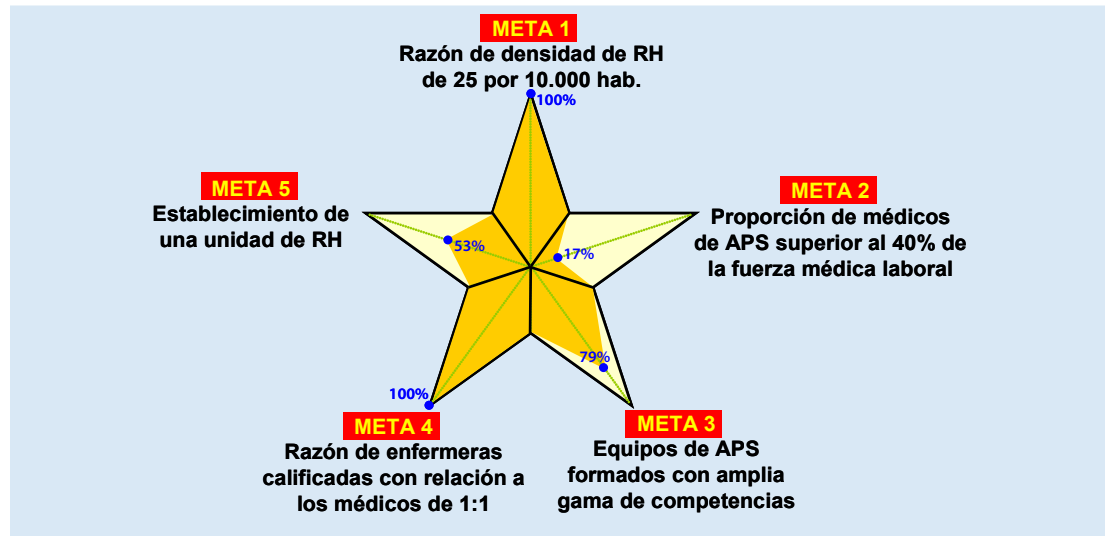 META 1
Razón de densidad de RH
de 25 por 10.000 hab.
100%
META 2
Proporción de médicos
de APS superior al 40% de
la fuerza médica laboral
17%
META 3
Equipos de APS
formados con amplia
gama de competencias
79%
META 4
Razón de enfermeras
calificadas con relación a
los médicos de 1:1
100%
META 5
Establecimiento de
una unidad de RH
53%